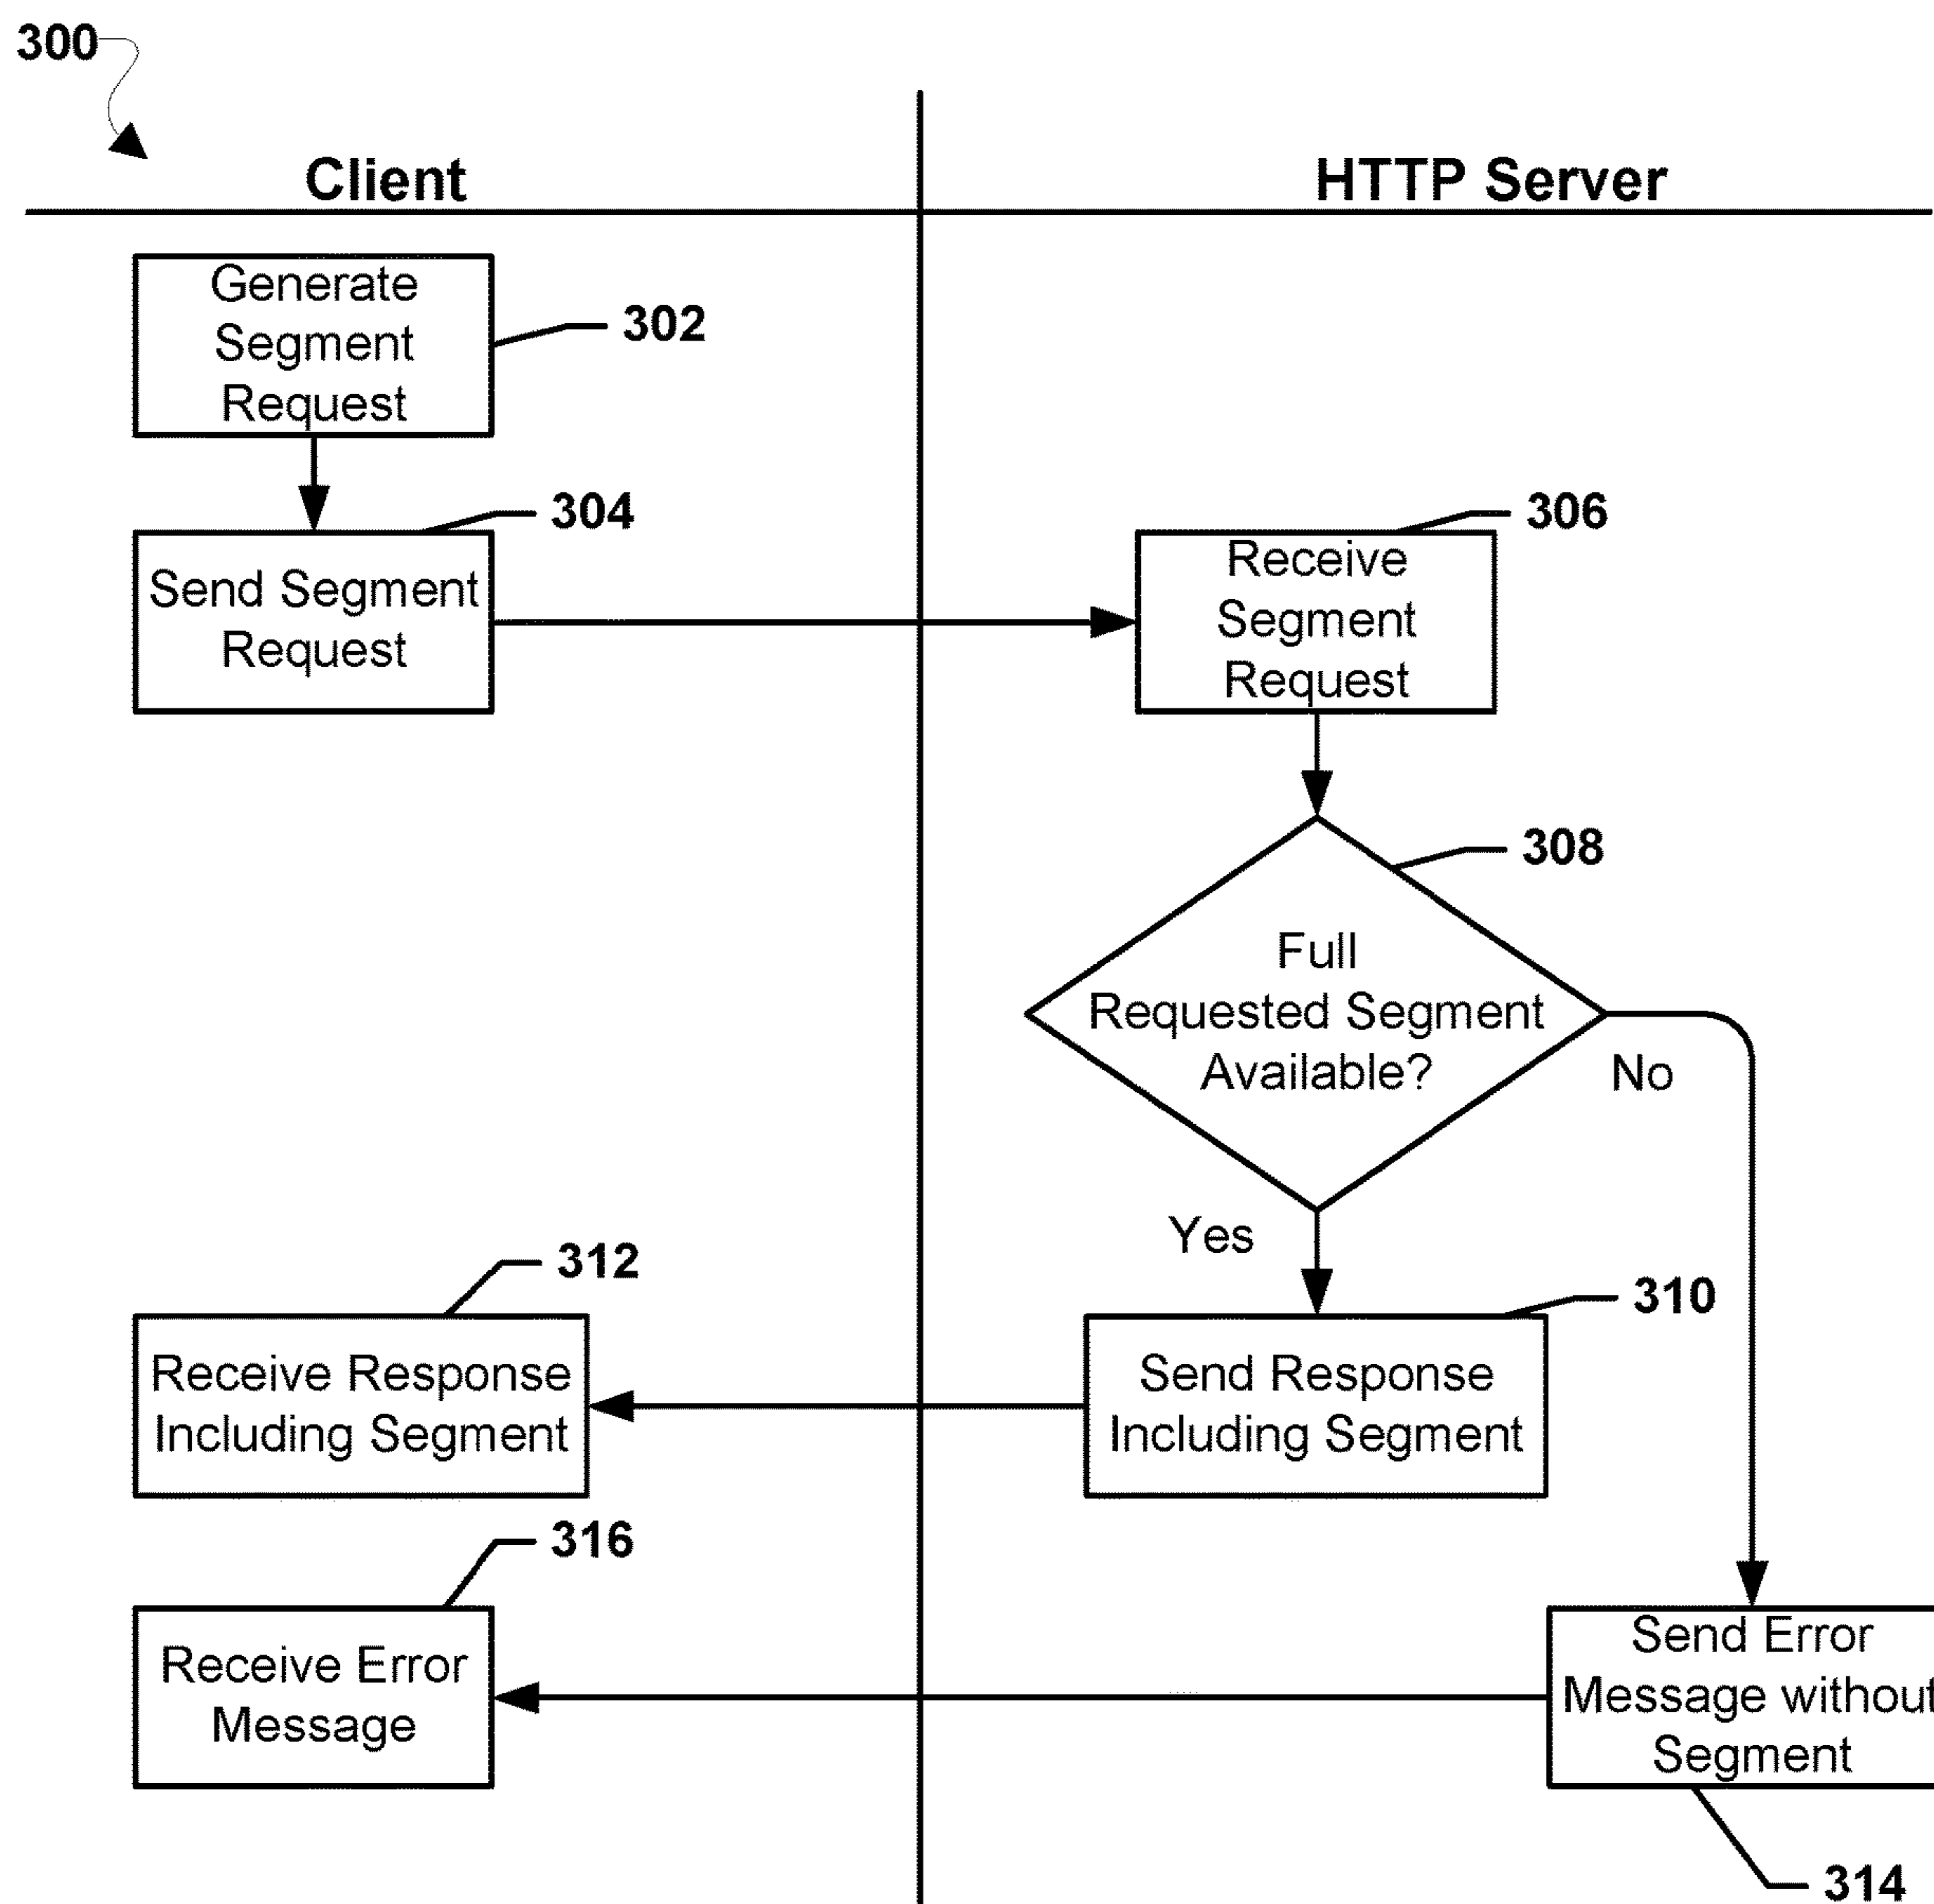 300
Client
HTTP Server
Generate
Segment
Request
302
304
Send Segment
Request
306
Receive
Segment
Request
308
Full
Requested Segment
Available?
No
Yes
312
310
Receive Response
Including Segment
Send Response
Including Segment
316
Receive Error
Message
Send Error
Message without
Segment
314